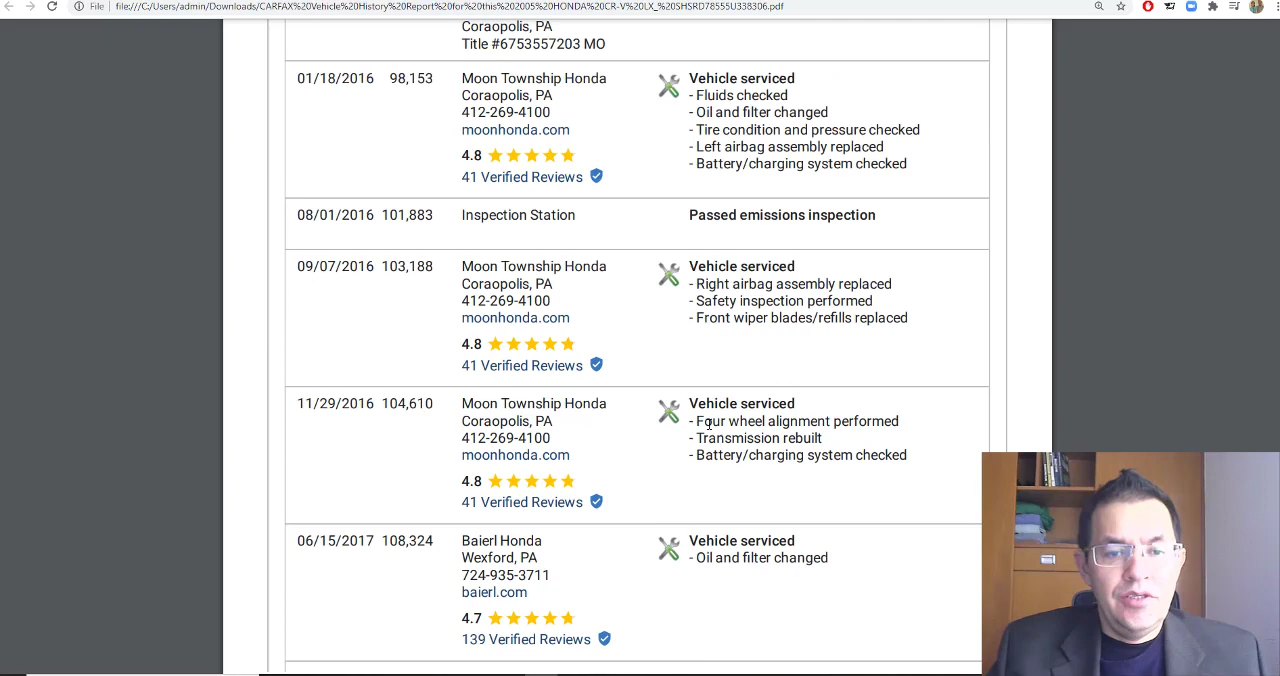 File
file:///C:/Users/admin/Downloads/CARFAX%20Vehicle%20History%20Report%20for%20this%202005%20HONDA%20CR-V%20LX_%20SHSRD78555U338306.pdf
Coraopolis, PA
Title #6753557203 MO
01/18/2016 98,153 Moon Township Honda Vehicle serviced
Coraopolis, PA - Fluids checked
412-269-4100 - Oil and filter changed
moonhonda.com - Tire condition and pressure checked
- Left airbag assembly replaced
4.8 - Battery/charging system checked
41 Verified Reviews
08/01/2016 101,883 Inspection Station Passed emissions inspection
09/07/2016 103,188 Moon Township Honda Vehicle serviced
Coraopolis, PA - Right airbag assembly replaced
412-269-4100 - Safety inspection performed
moonhonda.com - Front wiper blades/refills replaced
4.8
41 Verified Reviews
11/29/2016 104,610 Moon Township Honda Vehicle serviced
Coraopolis, PA - Four wheel alignment performed
412-269-4100 - Transmission rebuilt
moonhonda.com - Battery/charging system checked
4.8
41 Verified Reviews
06/15/2017 108,324 Baierl Honda Vehicle serviced
Wexford, PA - Oil and filter changed
724-935-3711
baierl.com
4.7
139 Verified Reviews